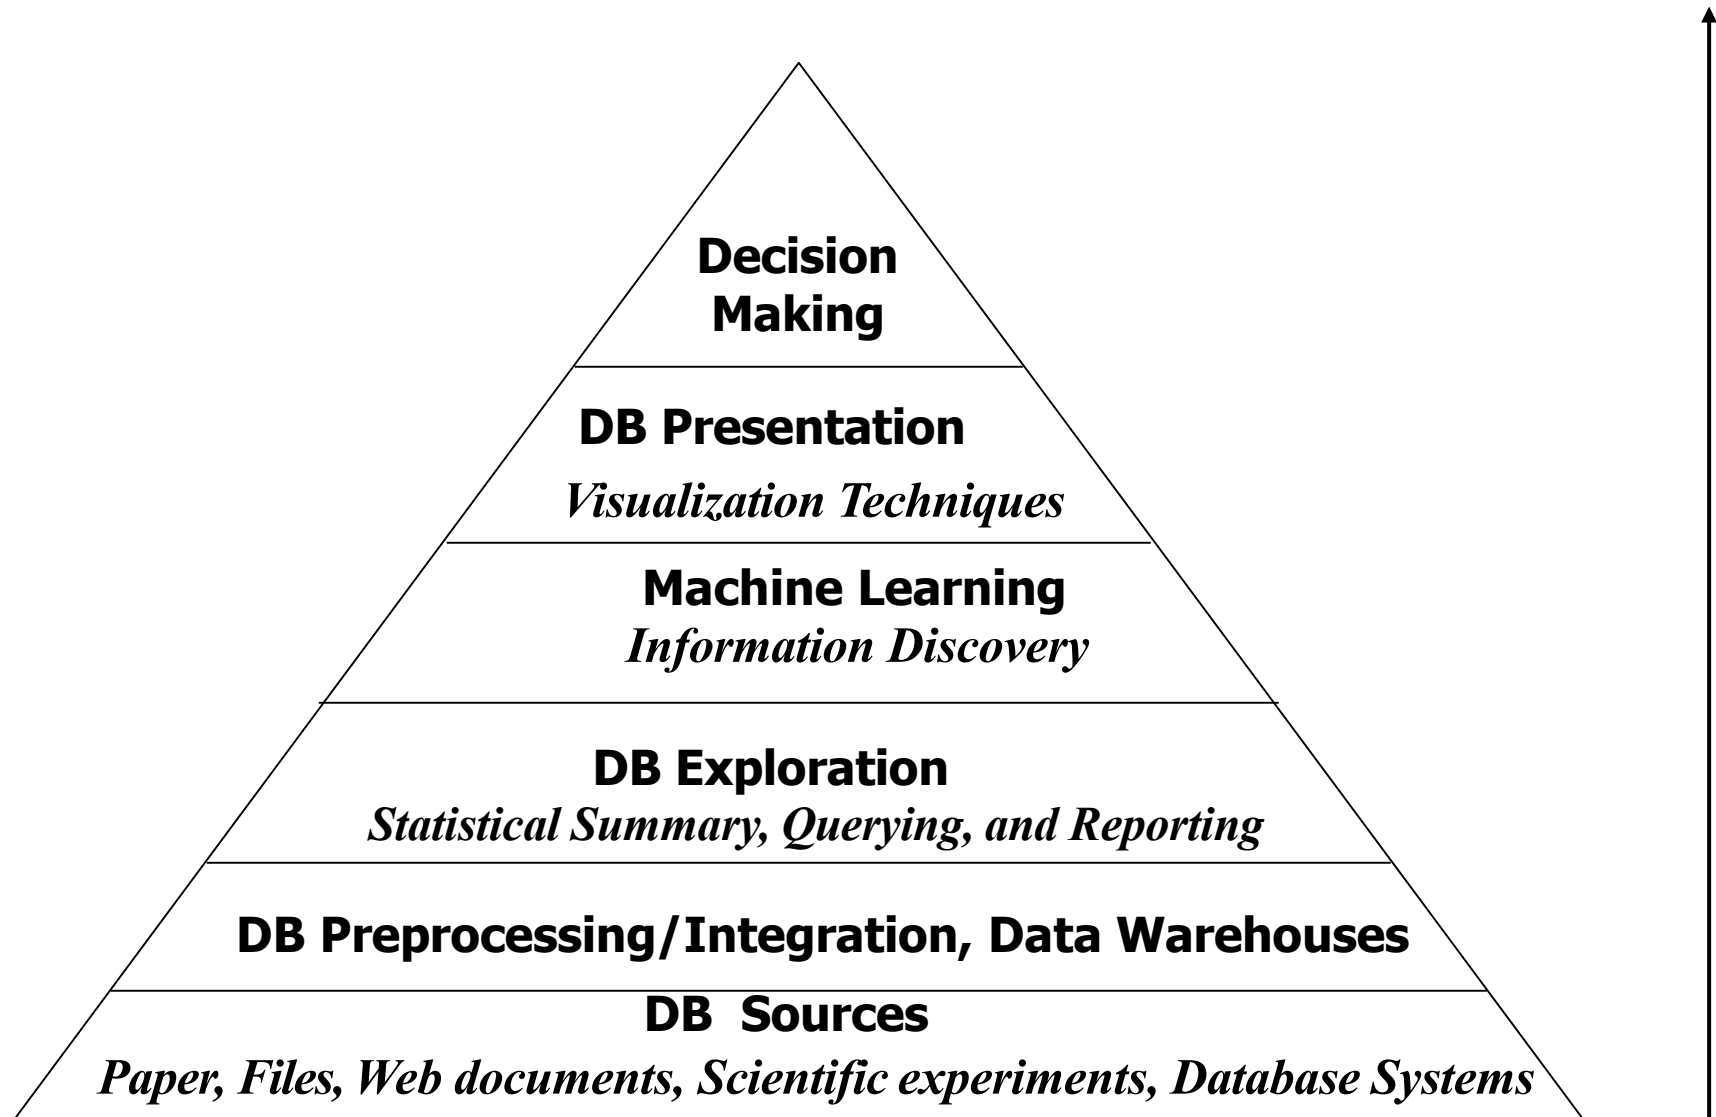 Decision
Making
DB Presentation
Visualization Techniques
Machine Learning
Information Discovery
DB Exploration
Statistical Summary, Querying, and Reporting
DB Preprocessing/Integration, Data Warehouses
DB Sources
Paper, Files, Web documents, Scientific experiments, Database Systems